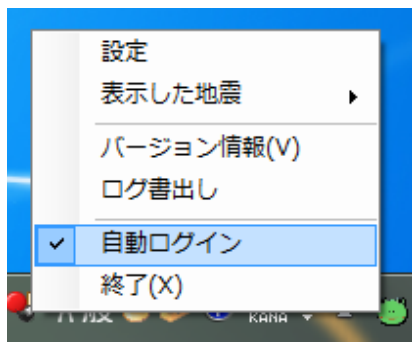 設定
表示した地震
バージョン情報(V)
ログ書出し
自動ログイン
終了(X)
KANA